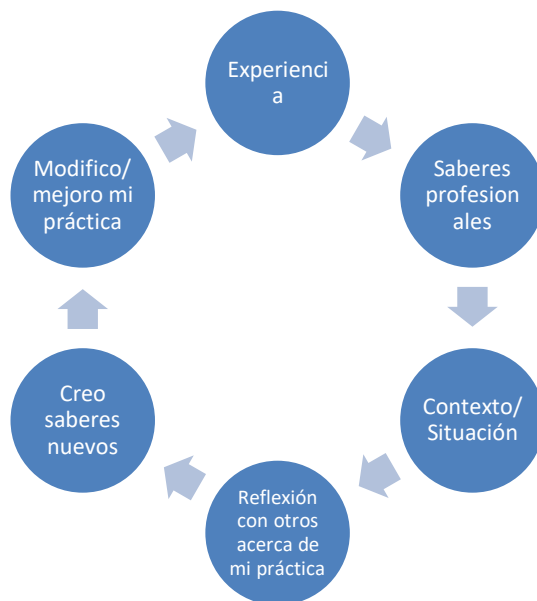 Experienci
a
Saberes
profesion
ales
Contexto/
Situación
Reflexión
con otros
acerca de
mi práctica
Creo
saberes
nuevos
Modifico/
mejoro mi
práctica